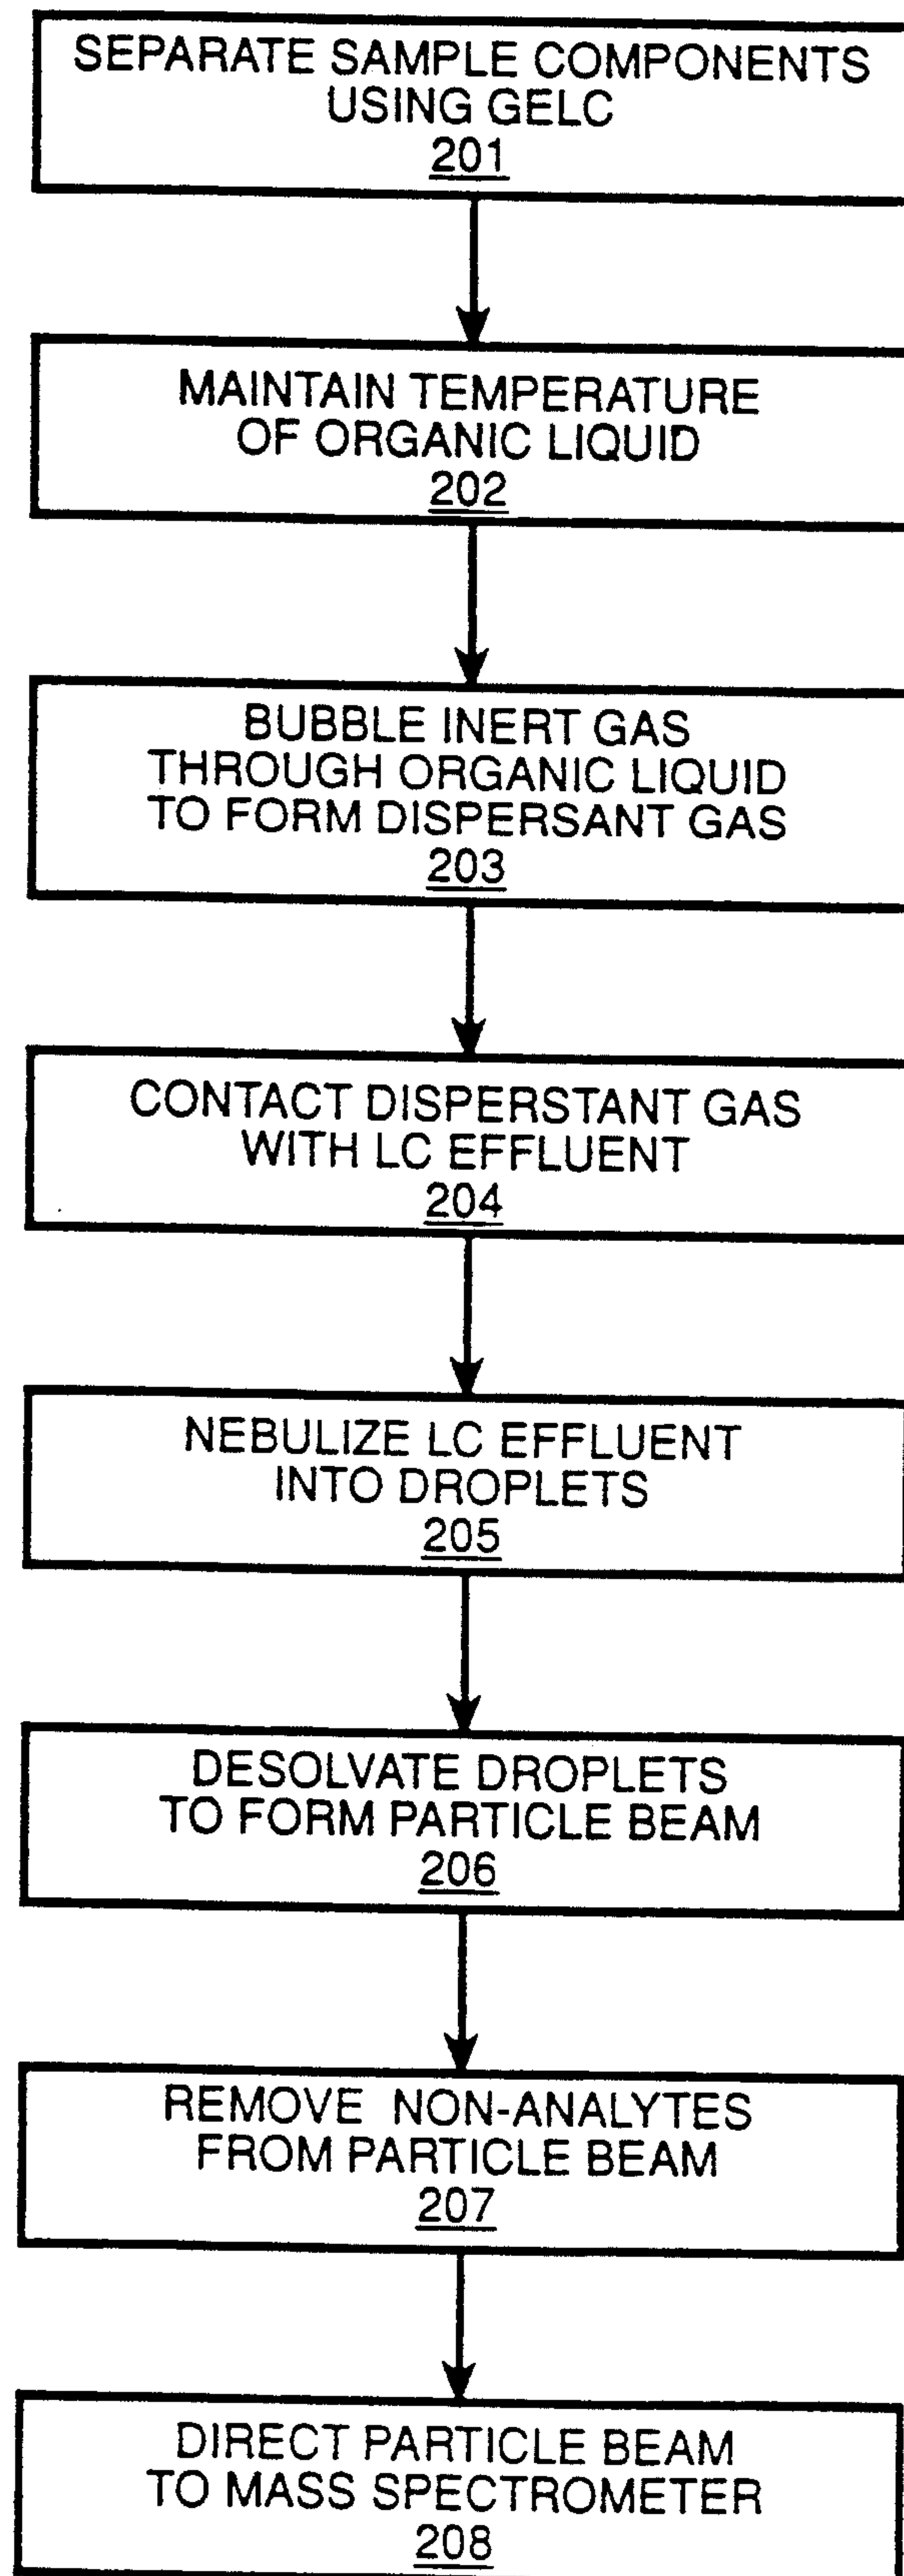 SEPARATE SAMPLE COMPONENTS
USING GELC
201
MAINTAIN TEMPERATURE
OF ORGANIC LIQUID
202
BUBBLE INERT GAS
THROUGH ORGANIC LIQUID
TO FORM DISPERSANT GAS
203
CONTACT DISPERSTANT GAS
WITH LC EFFLUENT
204
NEBULIZE LC EFFLUENT
INTO DROPLETS
205
DESOLVATE DROPLETS
TO FORM PARTICLE BEAM
206
REMOVE NON-ANALYTES
FROM PARTICLE BEAM
207
DIRECT PARTICLE BEAM
TO MASS SPECTROMETER
208